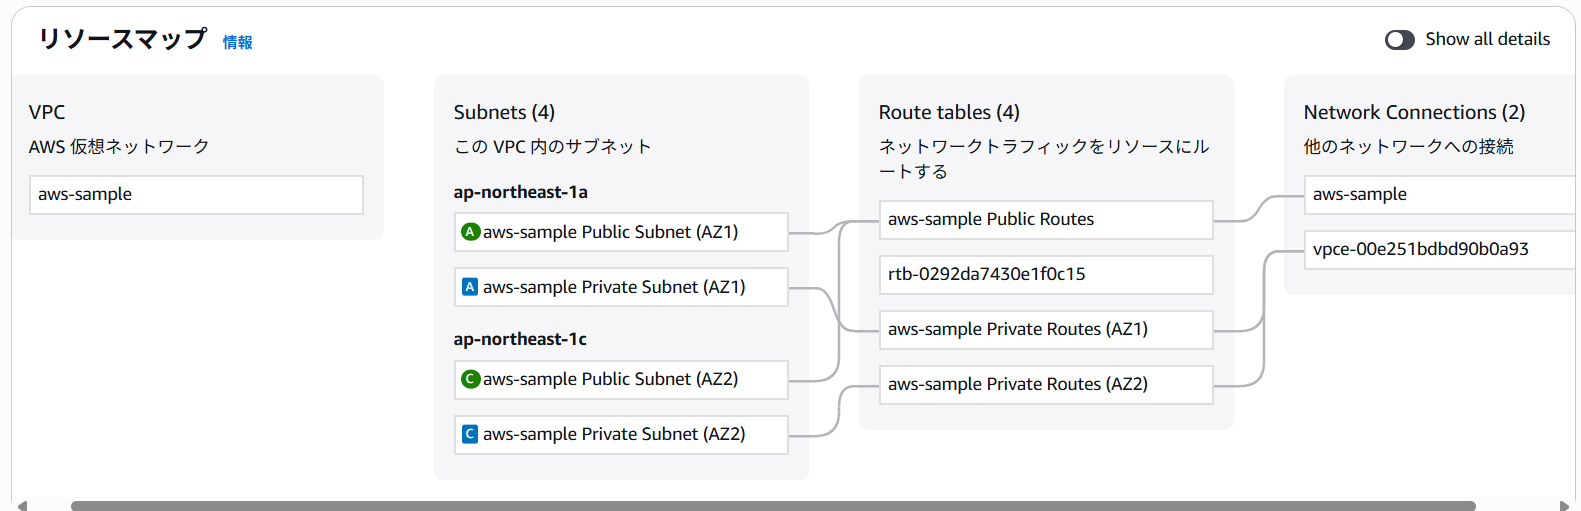 リソースマップ 情報
Show all details
VPC
AWS 仮想ネットワーク
aws-sample
Subnets (4)
この VPC 内のサブネット
ap-northeast-1a
A aws-sample Public Subnet (AZ1)
A aws-sample Private Subnet (AZ1)
ap-northeast-1c
C aws-sample Public Subnet (AZ2)
C aws-sample Private Subnet (AZ2)
Route tables (4)
ネットワークトラフィックをリソースにル
ートする
aws-sample Public Routes
rtb-0292da7430e1f0c15
aws-sample Private Routes (AZ1)
aws-sample Private Routes (AZ2)
Network Connections (2)
他のネットワークへの接続
aws-sample
vpce-00e251bdbd90b0a93